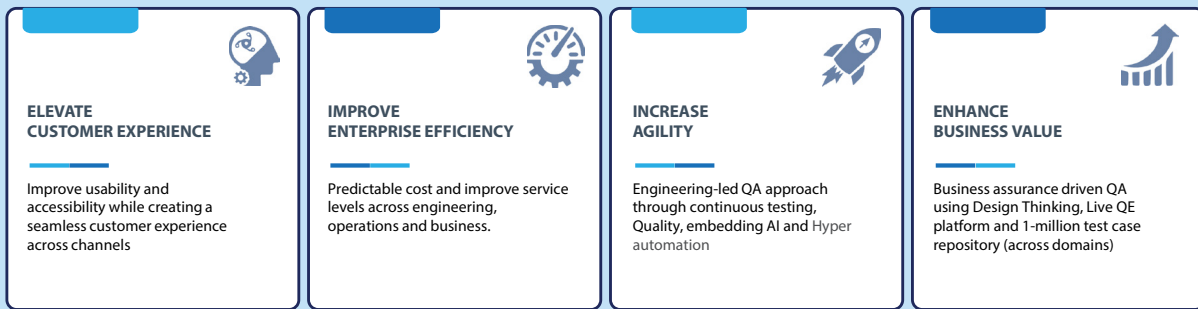 ELEVATE
CUSTOMER EXPERIENCE
Improve usability and
accessibility while creating a
seamless customer experience
across channels
IMPROVE
ENTERPRISE EFFICIENCY
Predictable cost and improve service
levels across engineering,
operations and business.
INCREASE
AGILITY
Engineering-led QA approach
through continuous testing,
Quality, embedding AI and Hyper
automation
ENHANCE
BUSINESS VALUE
Business assurance driven QA
using Design Thinking, Live QE
platform and 1-million test case
repository (across domains)